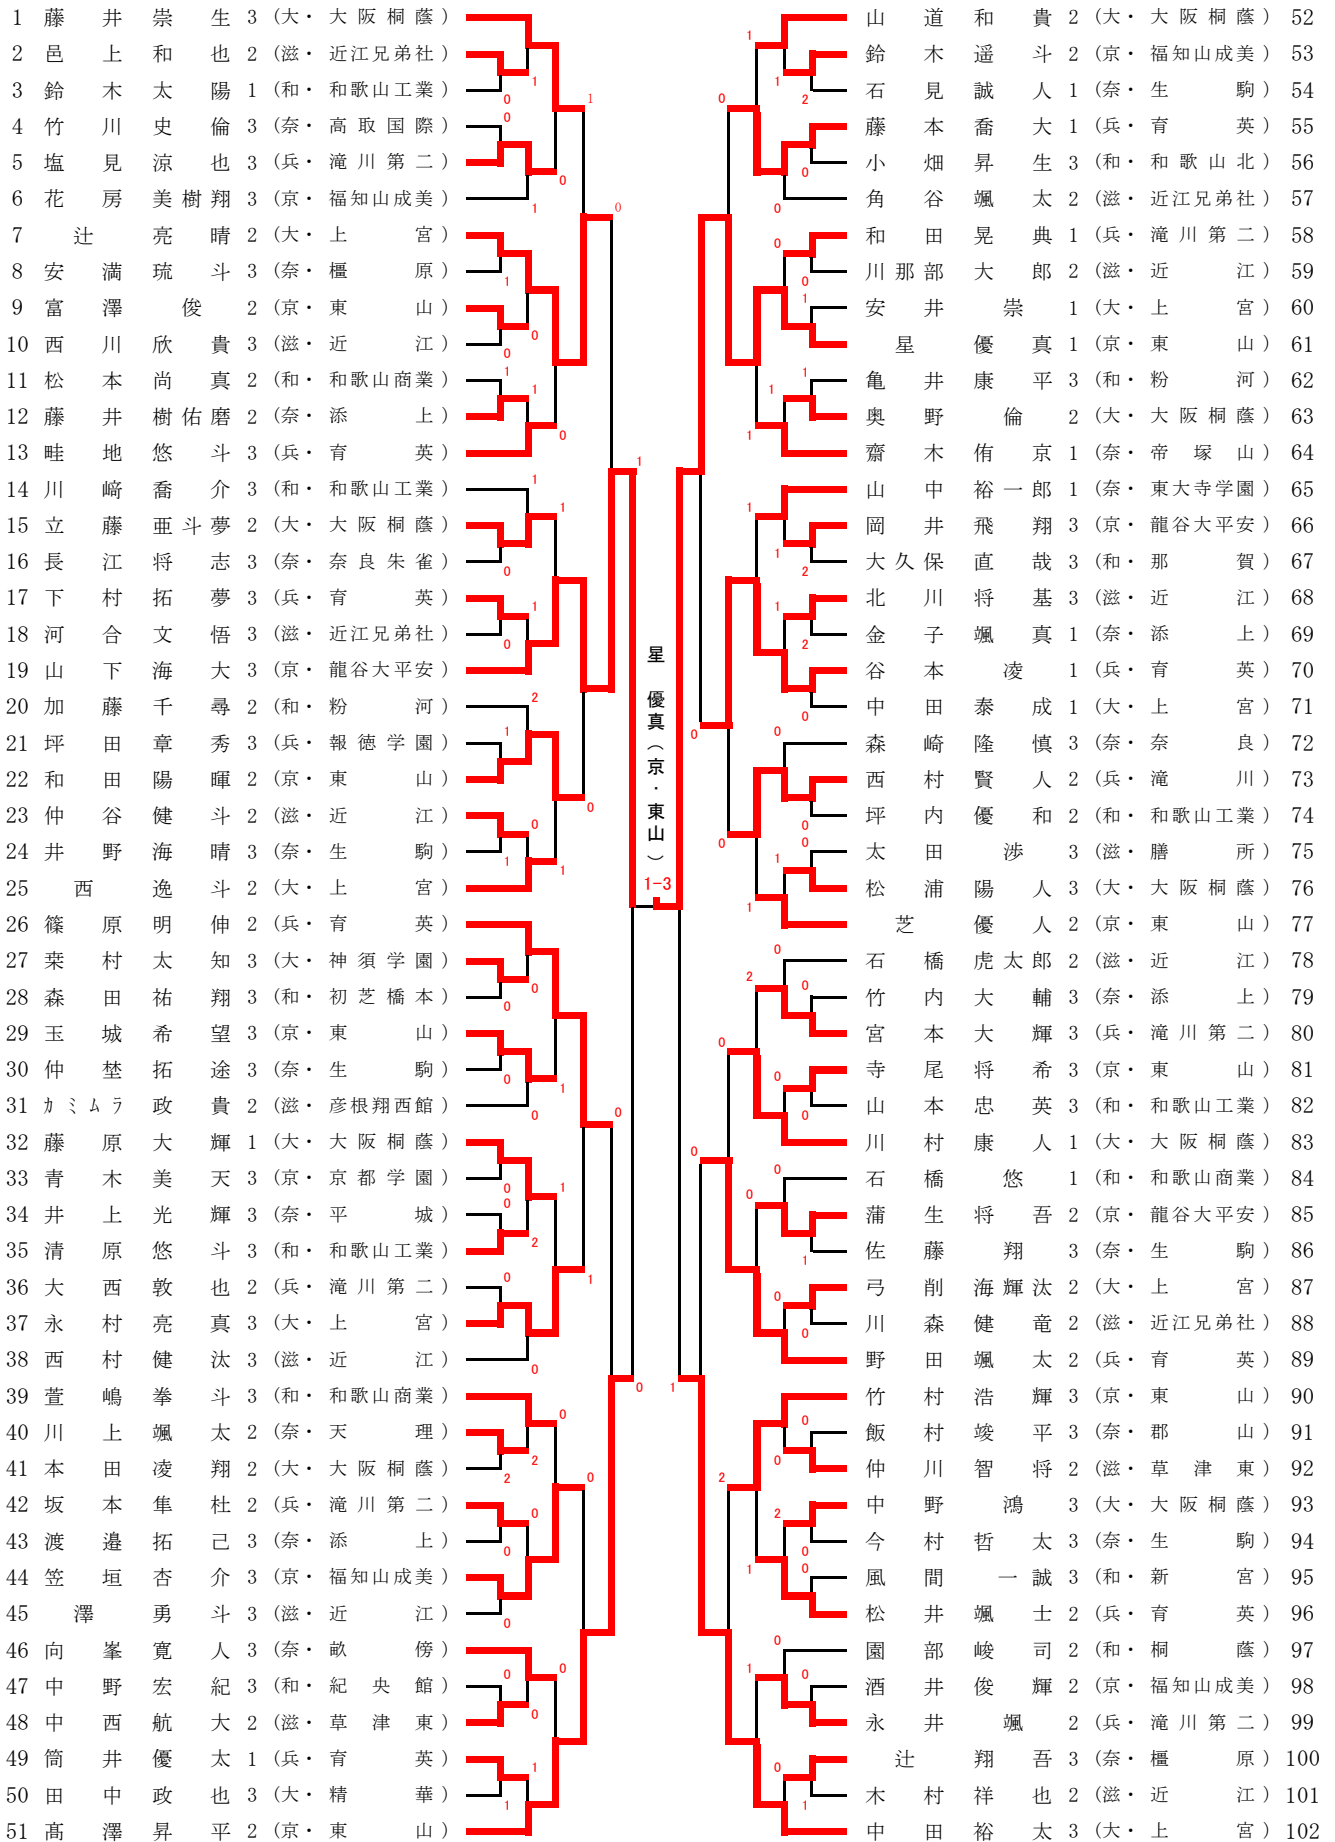 1 藤井崇生 3 (大・大阪桐蔭)
2 邑上和也 2 (滋・近江兄弟社)
3 鈴木太陽 1 (和・和歌山工業)
4 竹川史倫 3 (奈・高取国際)
5 塩見涼也 3 (兵・滝川第二)
6 花房美樹翔 3 (京・福知山成美)
7 辻亮晴 2 (大・上宮)
8 安満琉斗 3 (奈・橿原)
9 富澤俊 2 (京・東山)
10 西川欣貴 3 (滋・近江)
11 松本尚真 2 (和・和歌山商業)
12 藤井樹佑磨 2 (奈・添上)
13 畦地悠斗 3 (兵・育英)
14 川﨑喬介 3 (和・和歌山工業)
15 立藤亜斗夢 2 (大・大阪桐蔭)
16 長江将志 3 (奈・奈良朱雀)
17 下村拓夢 3 (兵・育英)
18 河合文悟 3 (滋・近江兄弟社)
19 山下海大 3 (京・龍谷大平安)
20 加藤千尋 2 (和・粉河)
21 坪田章秀 3 (兵・報徳学園)
22 和田陽暉 2 (京・東山)
23 仲谷健斗 2 (滋・近江)
24 井野海晴 3 (奈・生駒)
25 西逸斗 2 (大・上宮)
26 篠原明伸 2 (兵・育英)
27 桒村太知 3 (大・神須学園)
28 森田祐翔 3 (和・初芝橋本)
29 玉城希望 3 (京・東山)
30 仲埜拓途 3 (奈・生駒)
31 カミムラ政貴 2 (滋・彦根翔西館)
32 藤原大輝 1 (大・大阪桐蔭)
33 青木美天 3 (京・京都学園)
34 井上光輝 3 (奈・平城)
35 清原悠斗 3 (和・和歌山工業)
36 大西敦也 2 (兵・滝川第二)
37 永村亮真 3 (大・上宮)
38 西村健汰 3 (滋・近江)
39 萱嶋拳斗 3 (和・和歌山商業)
40 川上颯太 2 (奈・天理)
41 本田凌翔 2 (大・大阪桐蔭)
42 坂本隼杜 2 (兵・滝川第二)
43 渡邉拓己 3 (奈・添上)
44 笠垣杏介 3 (京・福知山成美)
45 澤勇斗 3 (滋・近江)
46 向峯寛人 3 (奈・畝傍)
47 中野宏紀 3 (和・紀央館)
48 中西航大 2 (滋・草津東)
49 筒井優太 1 (兵・育英)
50 田中政也 3 (大・精華)
51 髙澤昇平 2 (京・東山)
星 優真（京・東山）
1-3
山道和貴 2 (大・大阪桐蔭) 52
鈴木遥斗 2 (京・福知山成美) 53
石見誠人 1 (奈・生駒) 54
藤本喬大 1 (兵・育英) 55
小畑昇生 3 (和・和歌山北) 56
角谷颯太 2 (滋・近江兄弟社) 57
和田晃典 1 (兵・滝川第二) 58
川那部大郎 2 (滋・近江) 59
安井崇 1 (大・上宮) 60
星優真 1 (京・東山) 61
亀井康平 3 (和・粉河) 62
奥野倫 2 (大・大阪桐蔭) 63
齋木侑京 1 (奈・帝塚山) 64
山中裕一郎 1 (奈・東大寺学園) 65
岡井飛翔 3 (京・龍谷大平安) 66
大久保直哉 3 (和・那賀) 67
北川将基 3 (滋・近江) 68
金子颯真 1 (奈・添上) 69
谷本凌 1 (兵・育英) 70
中田泰成 1 (大・上宮) 71
森崎隆慎 3 (奈・奈良) 72
西村賢人 2 (兵・滝川) 73
坪内優和 2 (和・和歌山工業) 74
太田渉 3 (滋・膳所) 75
松浦陽人 3 (大・大阪桐蔭) 76
芝優人 2 (京・東山) 77
石橋虎太郎 2 (滋・近江) 78
竹内大輔 3 (奈・添上) 79
宮本大輝 3 (兵・滝川第二) 80
寺尾将希 3 (京・東山) 81
山本忠英 3 (和・和歌山工業) 82
川村康人 1 (大・大阪桐蔭) 83
石橋悠 1 (和・和歌山商業) 84
蒲生将吾 2 (京・龍谷大平安) 85
佐藤翔 3 (奈・生駒) 86
弓削海輝汰 2 (大・上宮) 87
川森健竜 2 (滋・近江兄弟社) 88
野田颯太 2 (兵・育英) 89
竹村浩輝 3 (京・東山) 90
飯村竣平 3 (奈・郡山) 91
仲川智将 2 (滋・草津東) 92
中野鴻 3 (大・大阪桐蔭) 93
今村哲太 3 (奈・生駒) 94
風間一誠 3 (和・新宮) 95
松井颯士 2 (兵・育英) 96
園部峻司 2 (和・桐蔭) 97
酒井俊輝 2 (京・福知山成美) 98
永井颯 2 (兵・滝川第二) 99
辻翔吾 3 (奈・橿原) 100
木村祥也 2 (滋・近江) 101
中田裕太 3 (大・上宮) 102